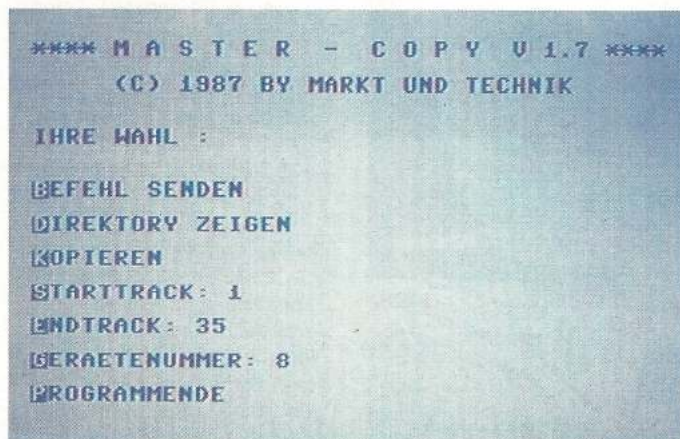 **** M A S T E R - C O P Y V 1.7 ****
(C) 1987 BY MARKT UND TECHNIK
IHRE WAHL :
BEFEHL SENDEN
DIREKTORY ZEIGEN
KOPIEREN
STARTTRACK: 1
ENDTRACK: 35
GERAETENUMMER: 8
PROGRAMMENDE